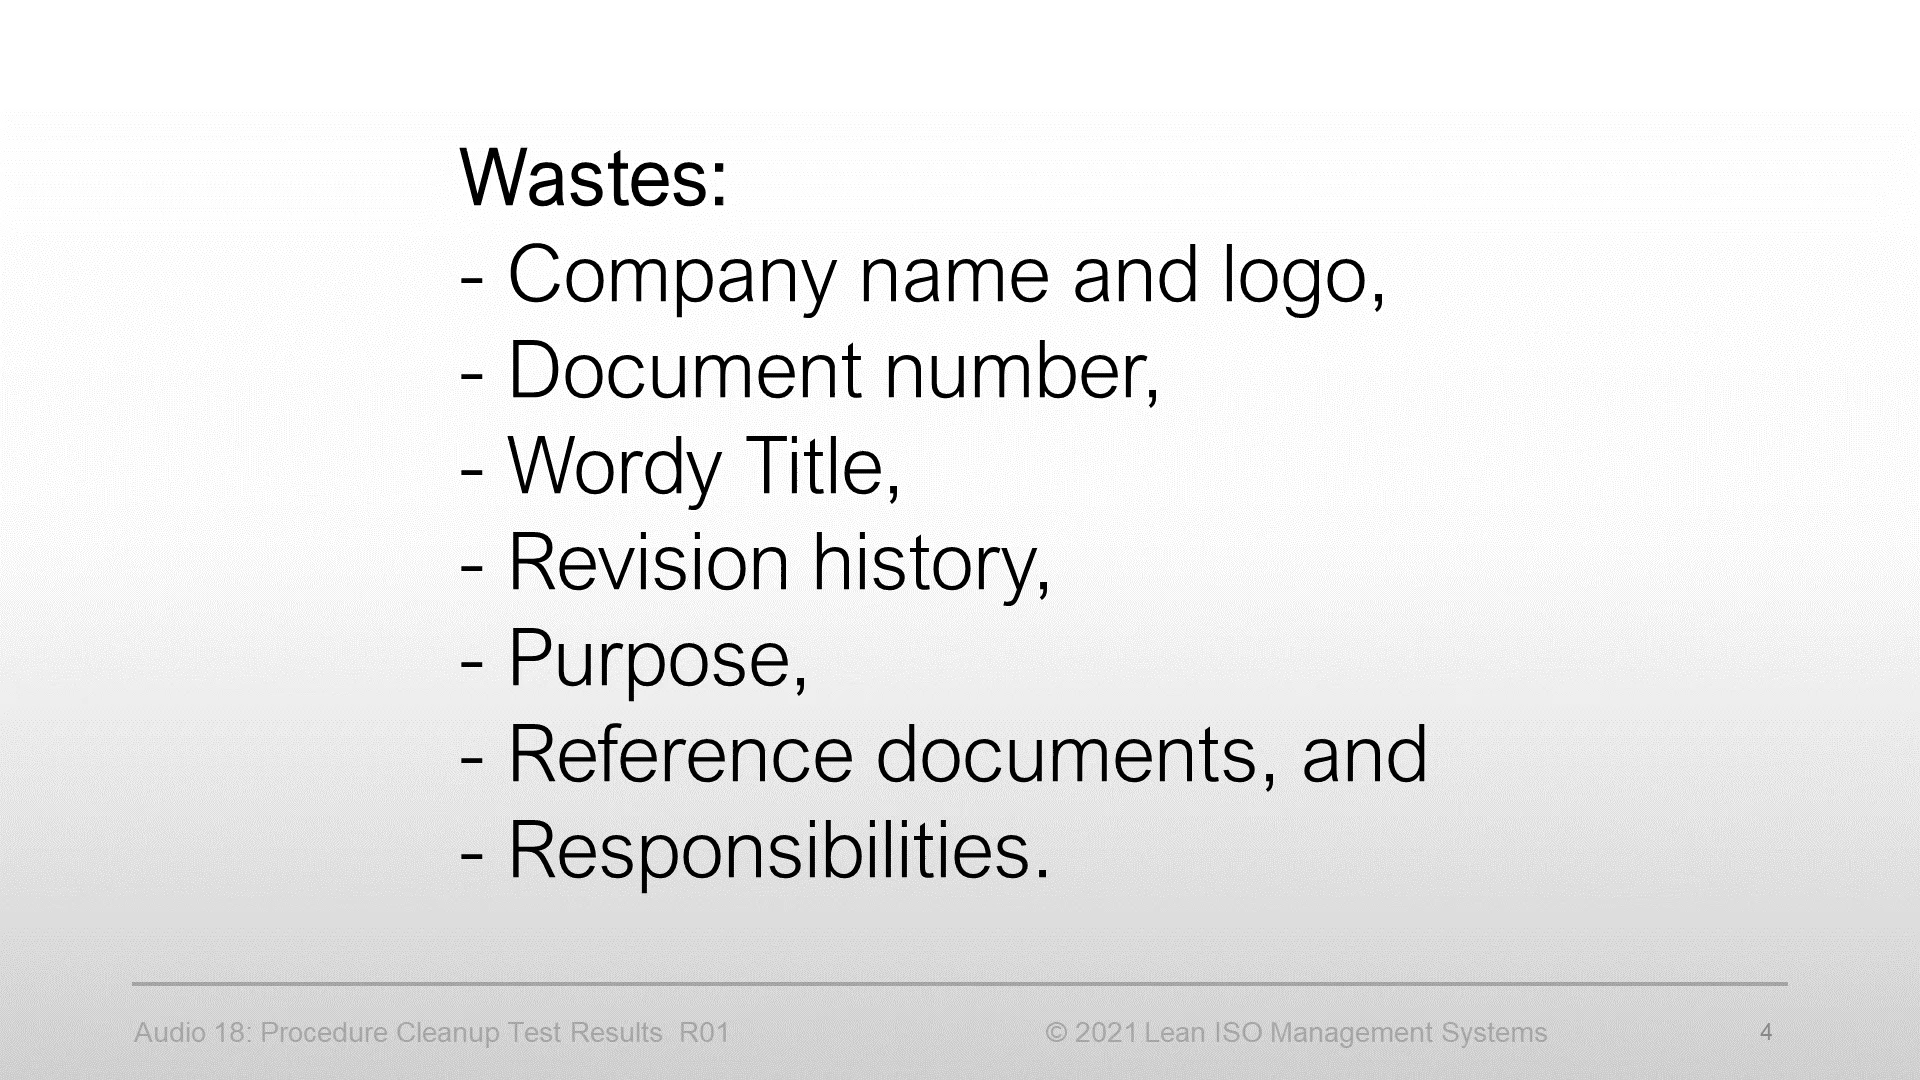 Wastes:
- Company name and logo,
- Document number,
- Wordy Title,
- Revision history,
- Purpose,
- Reference documents, and
- Responsibilities.
Audio 18: Procedure Cleanup Test Results  R01
© 2021 Lean ISO Management Systems
4